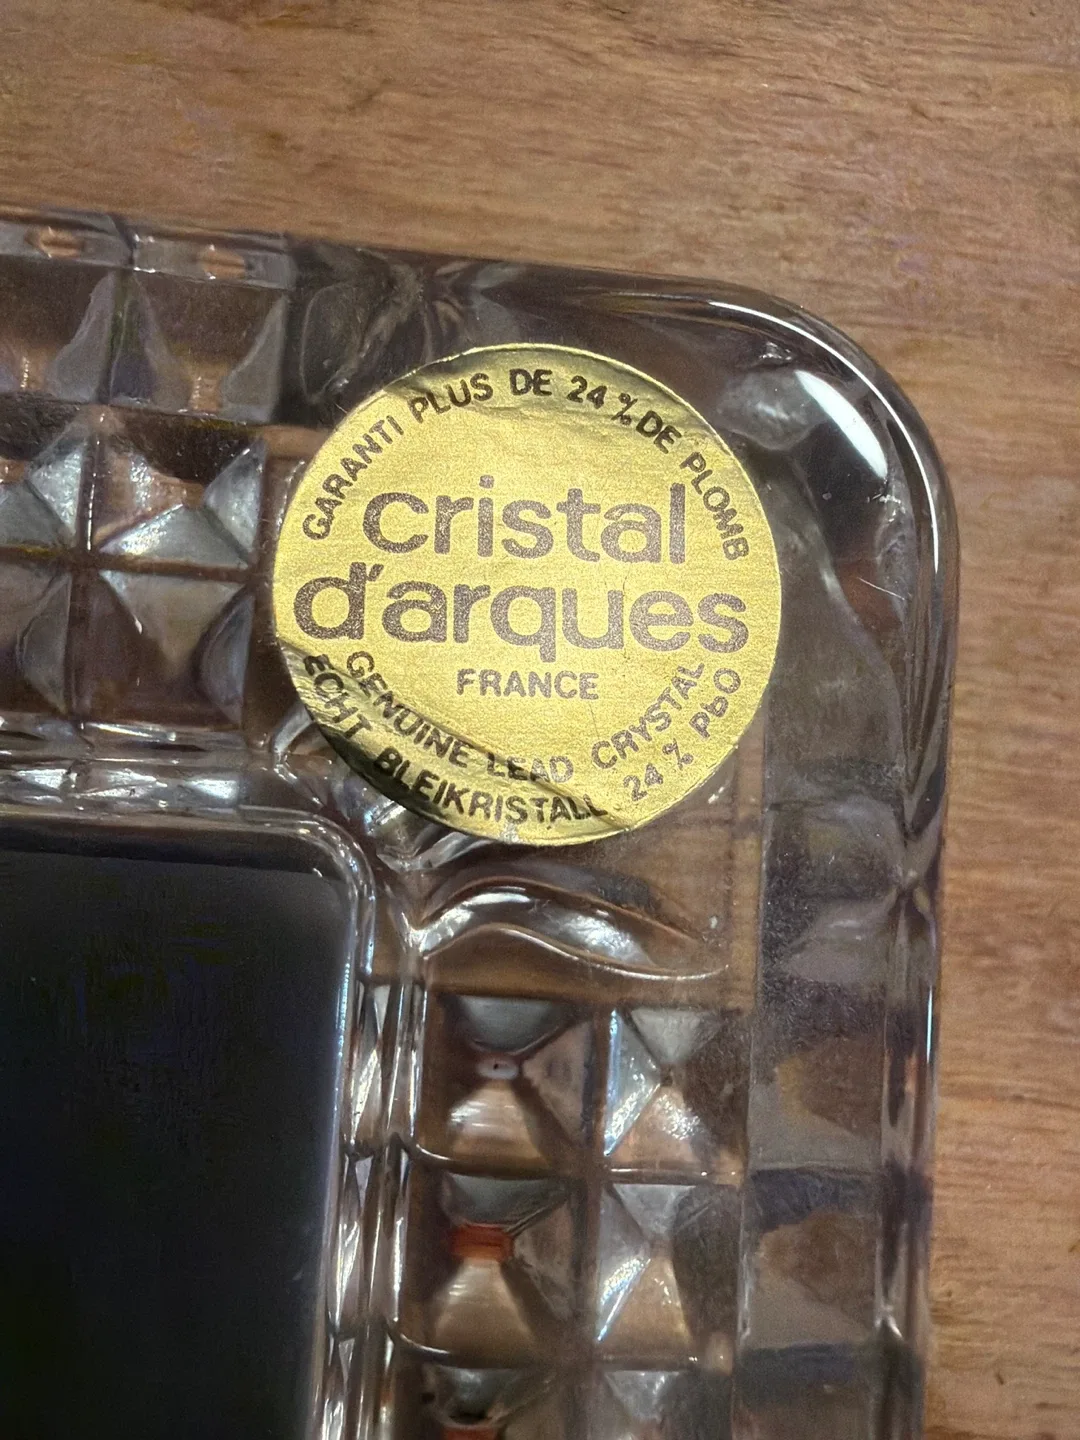 GARANTI PLUS DE 24 % DE PLOMB
cristal
d'arques
FRANCE
GENUINE LEAD CRYSTAL
ECHT BLEIKRISTALL 24 % PbO